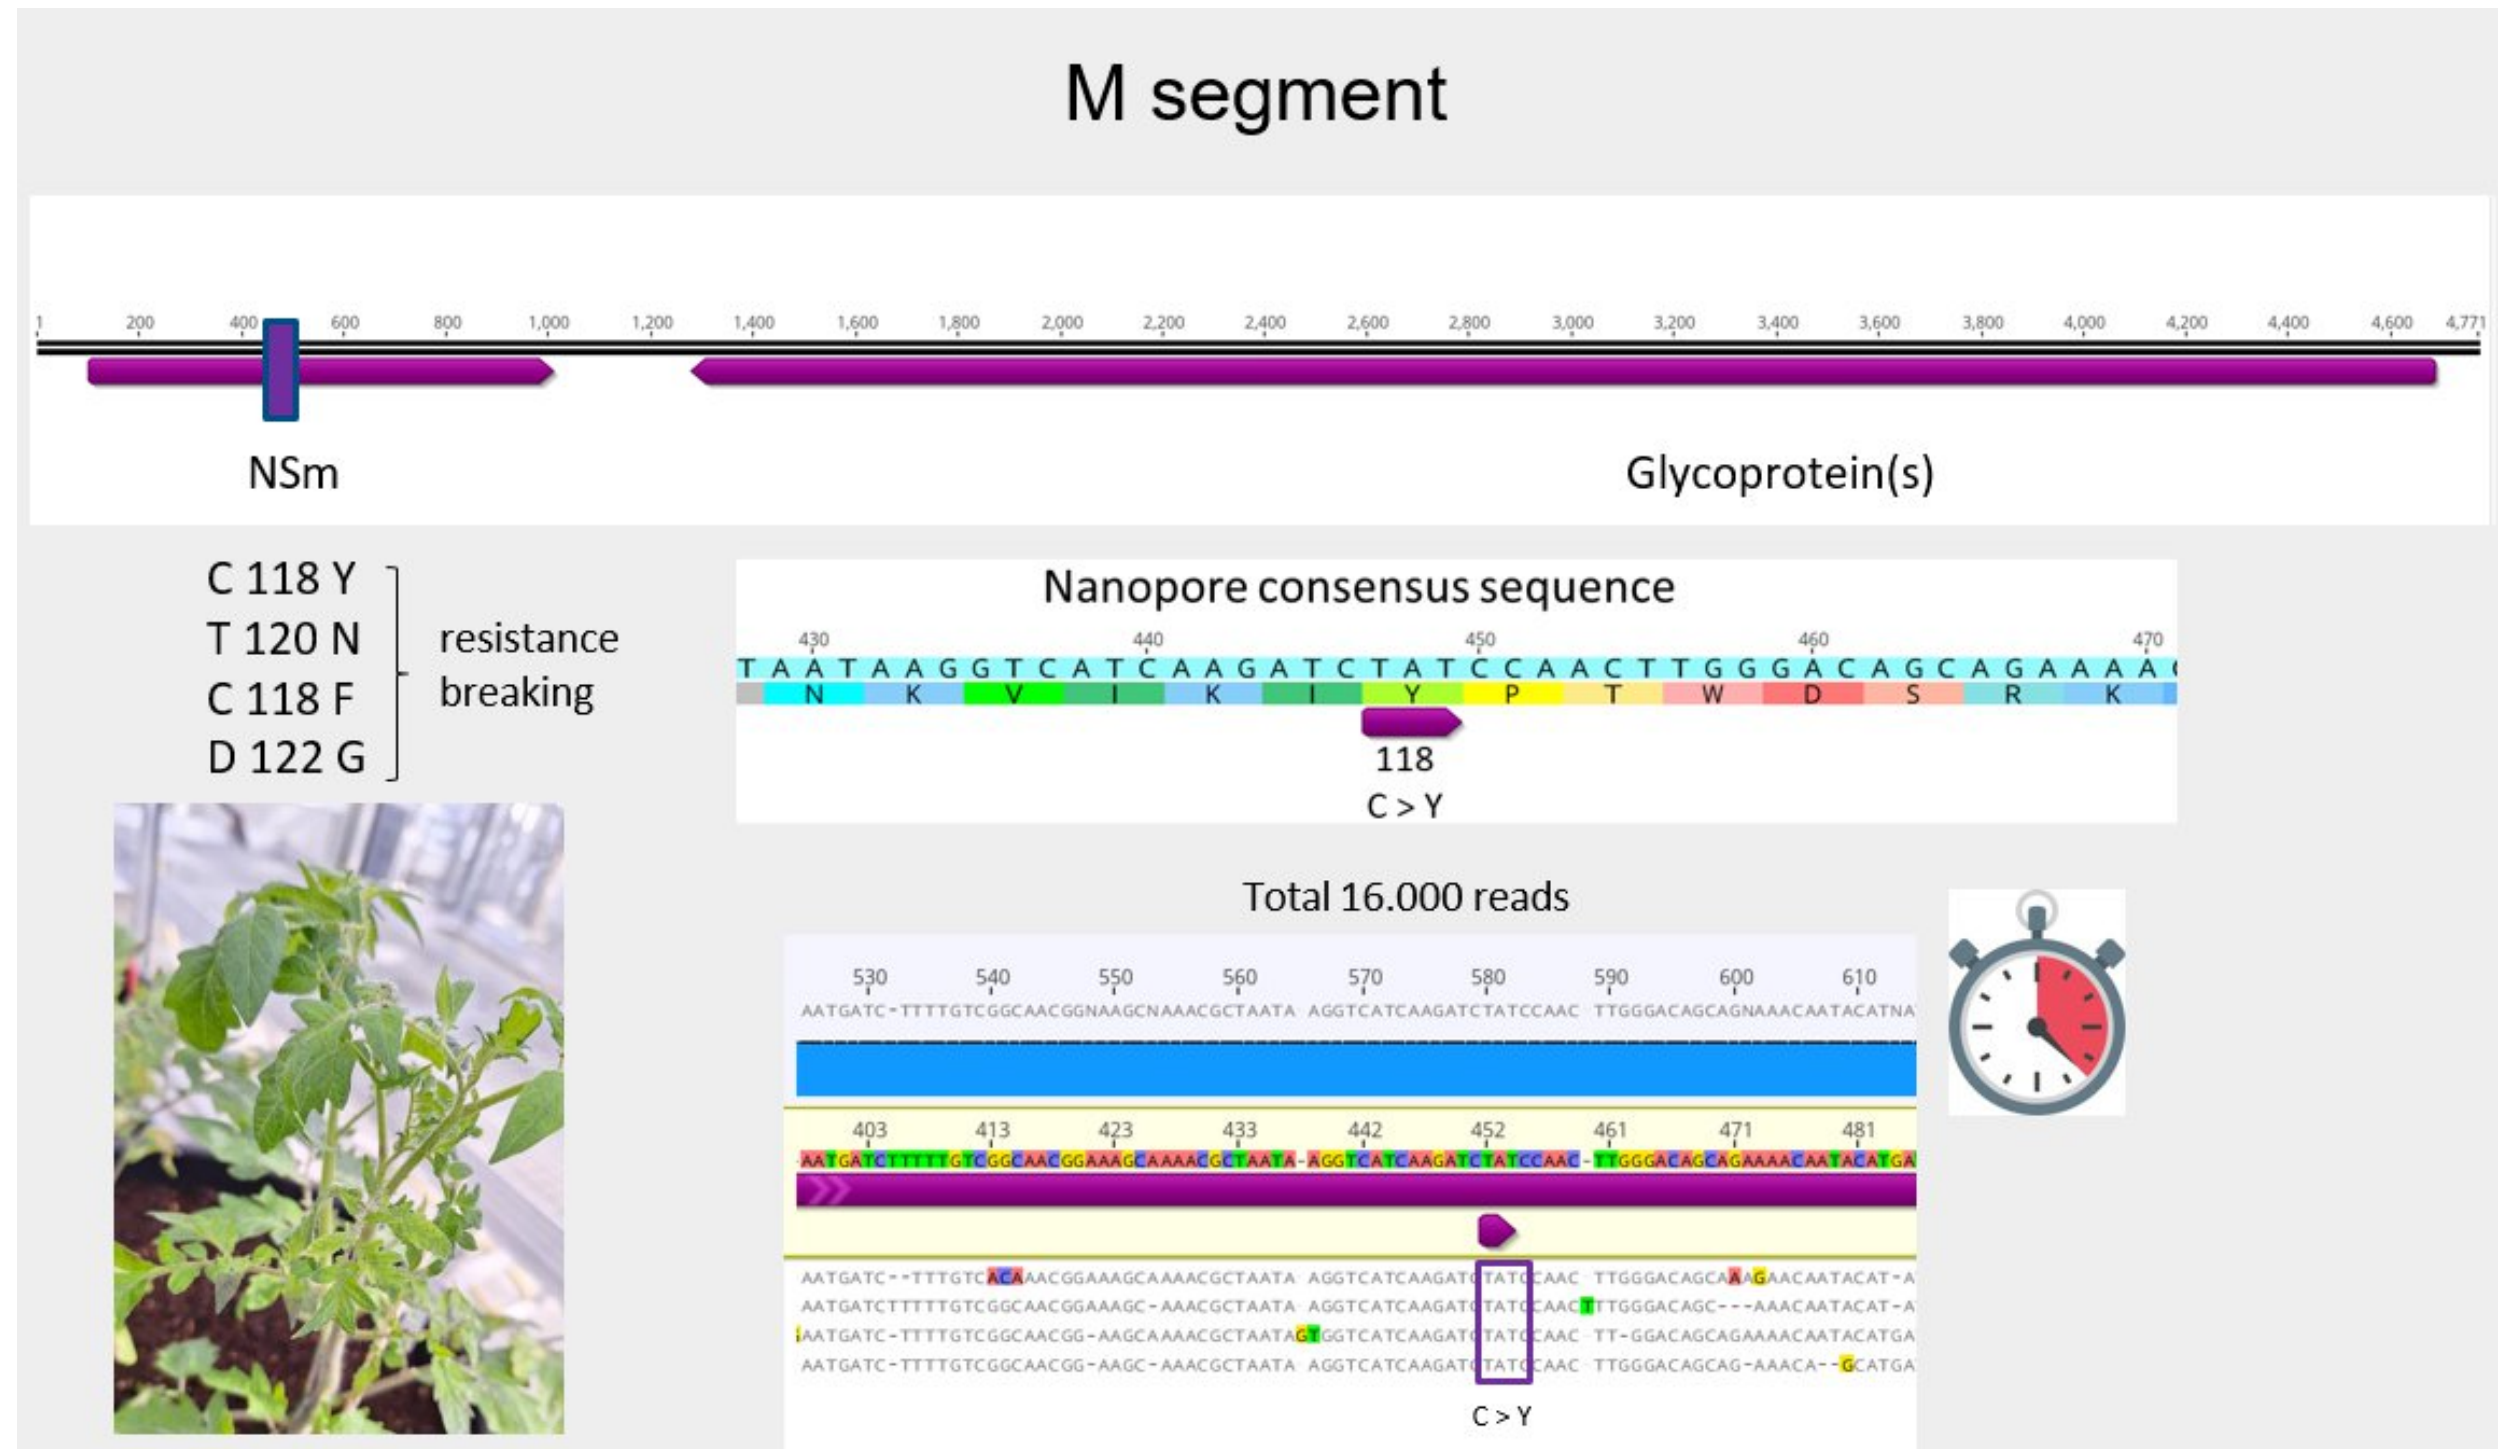 M segment
1 200 400 600 800 1,000 1,200 1,400 1,600 1,800 2,000 2,200 2,400 2,600 2,800 3,000 3,200 3,400 3,600 3,800 4,000 4,200 4,400 4,600 4,771
NSm
Glycoprotein(s)
C 118 Y
T 120 N
C 118 F
D 122 G
resistance
breaking
Nanopore consensus sequence
430 440 450 460 470
T A A T A A G G T C A T C A A G A T C T A T C C A A C T T G G G A C A G C A G A A A A
N K V I K I Y P T W D S R K
118
C > Y
Total 16.000 reads
530 540 550 560 570 580 590 600 610
AATGATC-TTTTGTCGGCAACGGNAAGCNAAACGCTAATA AGGTCATCAAGATCTATCCAAC TTGGGACAGCAGNAAACAATACATNA
403 413 423 433 442 452 461 471 481
AATGATCTTTTTGTCGGCAACGGAAAGCAAAACGCTAATA-AGGTCATCAAGATCTATCCAAC-TTGGGACAGCAGAAAACAATACATGA
AATGATC--TTTGTCACAAACGGAAAGCAAAACGCTAATA AGGTCATCAAGATCTATCCAAC TTGGGACAGCAAAGAACAATACAT-A
AATGATCTTTTTGTCGGCAACGGAAAGC-AAACGCTAATA AGGTCATCAAGATCTATCCAACTTTGGGACAGC---AAACAATACAT-A
AATGATC-TTTTGTCGGCAACGG-AAGCAAAACGCTAATAGTGGTCATCAAGATCTATCCAAC TT-GGACAGCAGAAAACAATACATGA
AATGATC-TTTTGTCGGCAACGG-AAGC-AAACGCTAATA AGGTCATCAAGATCTATCCAAC TTGGGACAGCAG-AAACA--GCATGA
C > Y